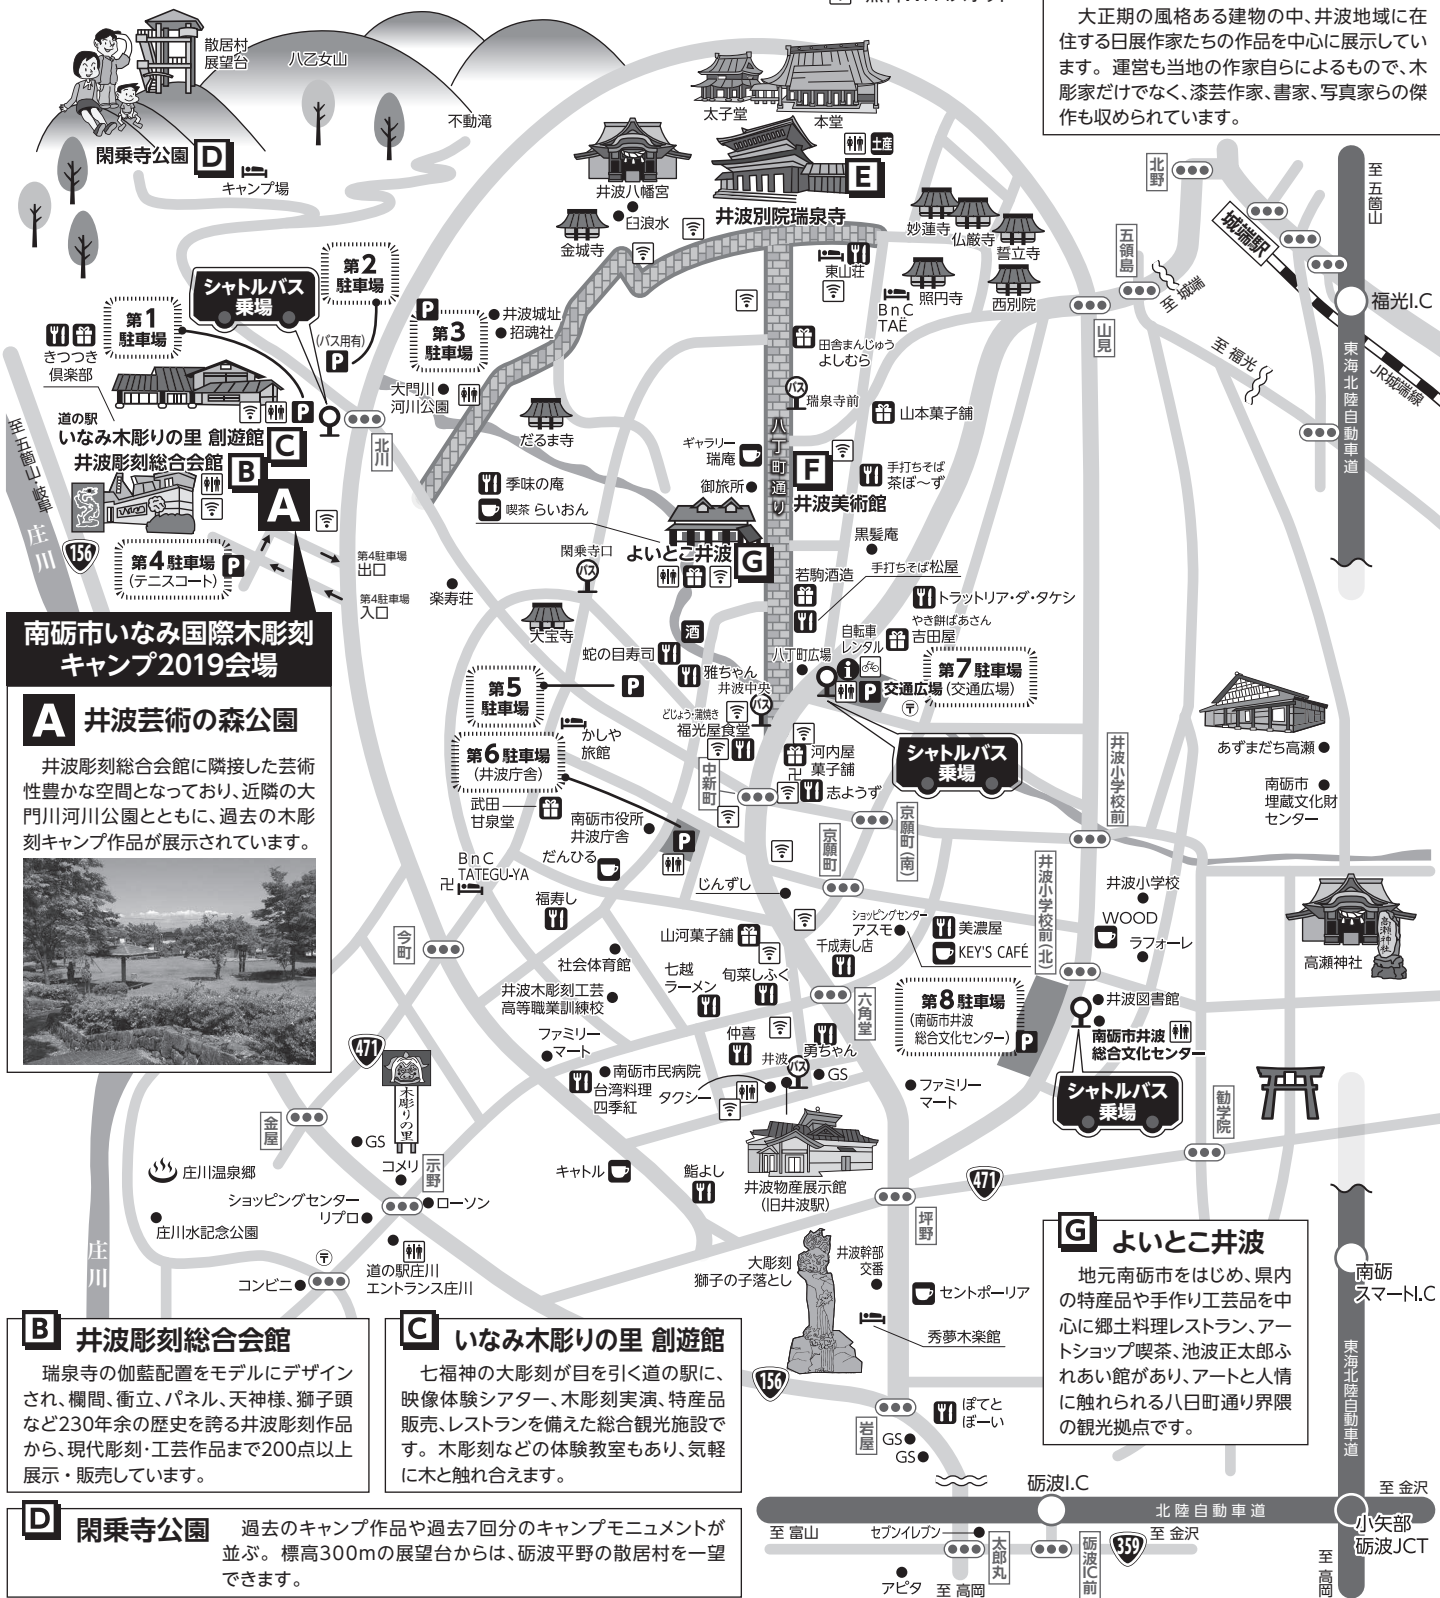 大正期の風格ある建物の中、井波地域に在
住する日展作家たちの作品を中心に展示してい
ます。運営も当地の作家自らによるもので、木
彫家だけでなく、漆芸作家、書家、写真家らの傑
作も収められています。
散居村
展望台
八乙女山
不動滝
閑乗寺公園 D
キャンプ場
太子堂
本堂
土産
E
井波別院瑞泉寺
井波八幡宮
臼浪水
金城寺
妙蓮寺
仏厳寺
誓立寺
東山荘
照円寺
西別院
BnC
TAË
北野
五領島
山見
至 城端
城端駅
至 五箇山
福光I.C
至 福光
JR城端線
東海北陸自動車道
シャトルバス
乗場
第2
駐車場
(バス用有)
P
第1
駐車場
P
第3
駐車場
井波城址
招魂社
きつつき
倶楽部
大門川
河川公園
P
道の駅
いなみ木彫りの里 創遊館 C
井波彫刻総合会館 B
A
北川
至 五箇山・岐阜
庄川
156
第4駐車場
(テニスコート)
P
第4駐車場
出口
第4駐車場
入口
田舎まんじゅう
よしむら
バス
瑞泉寺前
山本菓子舗
だるま寺
八日町通り
ギャラリー
瑞庵
F
井波美術館
手打ちそば
茶ぼ〜ず
季味の庵
喫茶 らいおん
御旅所
よいとこ井波 G
黒髪庵
閑乗寺口
バス
楽寿荘
大宝寺
若駒酒造
手打ちそば松屋
トラットリア・ダ・タケシ
やき餅ばあさん
吉田屋
自転車
レンタル
八日町広場
P
交通広場
第7駐車場
(交通広場)
〒
酒
蛇の目寿司
雅ちゃん
井波中央
バス
第5
駐車場
P
どじょう・蒲焼き
福光屋食堂
かしや
旅館
第6駐車場
(井波庁舎)
中新町
河内屋
菓子舗
卍
志ようず
シャトルバス
乗場
武田
甘泉堂
南砺市役所
井波庁舎
P
だんひる
京願町
京願町(南)
井波小学校前
あずまだち高瀬
南砺市
埋蔵文化財
センター
南砺市いなみ国際木彫刻
キャンプ2019会場
A 井波芸術の森公園
井波彫刻総合会館に隣接した芸術
性豊かな空間となっており、近隣の大
門川河川公園とともに、過去の木彫
刻キャンプ作品が展示されています。
BnC
TATEGU-YA
卍
福寿し
じんずし
今町
山河菓子舗
ショッピングセンター
アスモ
美濃屋
KEY'S CAFÉ
千成寿し店
井波小学校前(北)
井波小学校
WOOD
ラフォーレ
高瀬神社
高瀬神社
社会体育館
井波木彫刻工芸
高等職業訓練校
七越
ラーメン
旬菜しふく
六角堂
第8駐車場
(南砺市井波
総合文化センター)
P
井波図書館
南砺市井波
総合文化センター
シャトルバス
乗場
ファミリー
マート
仲喜
井波
バス
勇ちゃん
GS
南砺市民病院
台湾料理
四季紅
タクシー
ファミリー
マート
471
木彫りの里
金屋
GS
コメリ
示野
ローソン
庄川温泉郷
庄川水記念公園
ショッピングセンター
リプロ
〒
コンビニ
道の駅庄川
エントランス庄川
庄川
キャトル
鮨よし
井波物産展示館
(旧井波駅)
471
勧学院
坪野
大彫刻
獅子の子落とし
井波幹部
交番
セントポーリア
秀夢木楽館
156
岩屋
ぽてと
ぼーい
GS
GS
G よいとこ井波
地元南砺市をはじめ、県内
の特産品や手作り工芸品を中
心に郷土料理レストラン、アー
トショップ喫茶、池波正太郎ふ
れあい館があり、アートと人情
に触れられる八日町通り界隈
の観光拠点です。
南砺
スマートI.C
東海北陸自動車道
B 井波彫刻総合会館
瑞泉寺の伽藍配置をモデルにデザイン
され、欄間、衝立、パネル、天神様、獅子頭
など230年余の歴史を誇る井波彫刻作品
から、現代彫刻・工芸作品まで200点以上
展示・販売しています。
C いなみ木彫りの里 創遊館
七福神の大彫刻が目を引く道の駅に、
映像体験シアター、木彫刻実演、特産品
販売、レストランを備えた総合観光施設で
す。木彫刻などの体験教室もあり、気軽
に木と触れ合えます。
D 閑乗寺公園
過去のキャンプ作品や過去7回分のキャンプモニュメントが
並ぶ。標高300mの展望台からは、砺波平野の散居村を一望
できます。
砺波I.C
北陸自動車道
至 金沢
小矢部
砺波JCT
至 富山
セブンイレブン
太郎丸
砺波IC前
359
至 金沢
アピタ
至 高岡
至 高岡